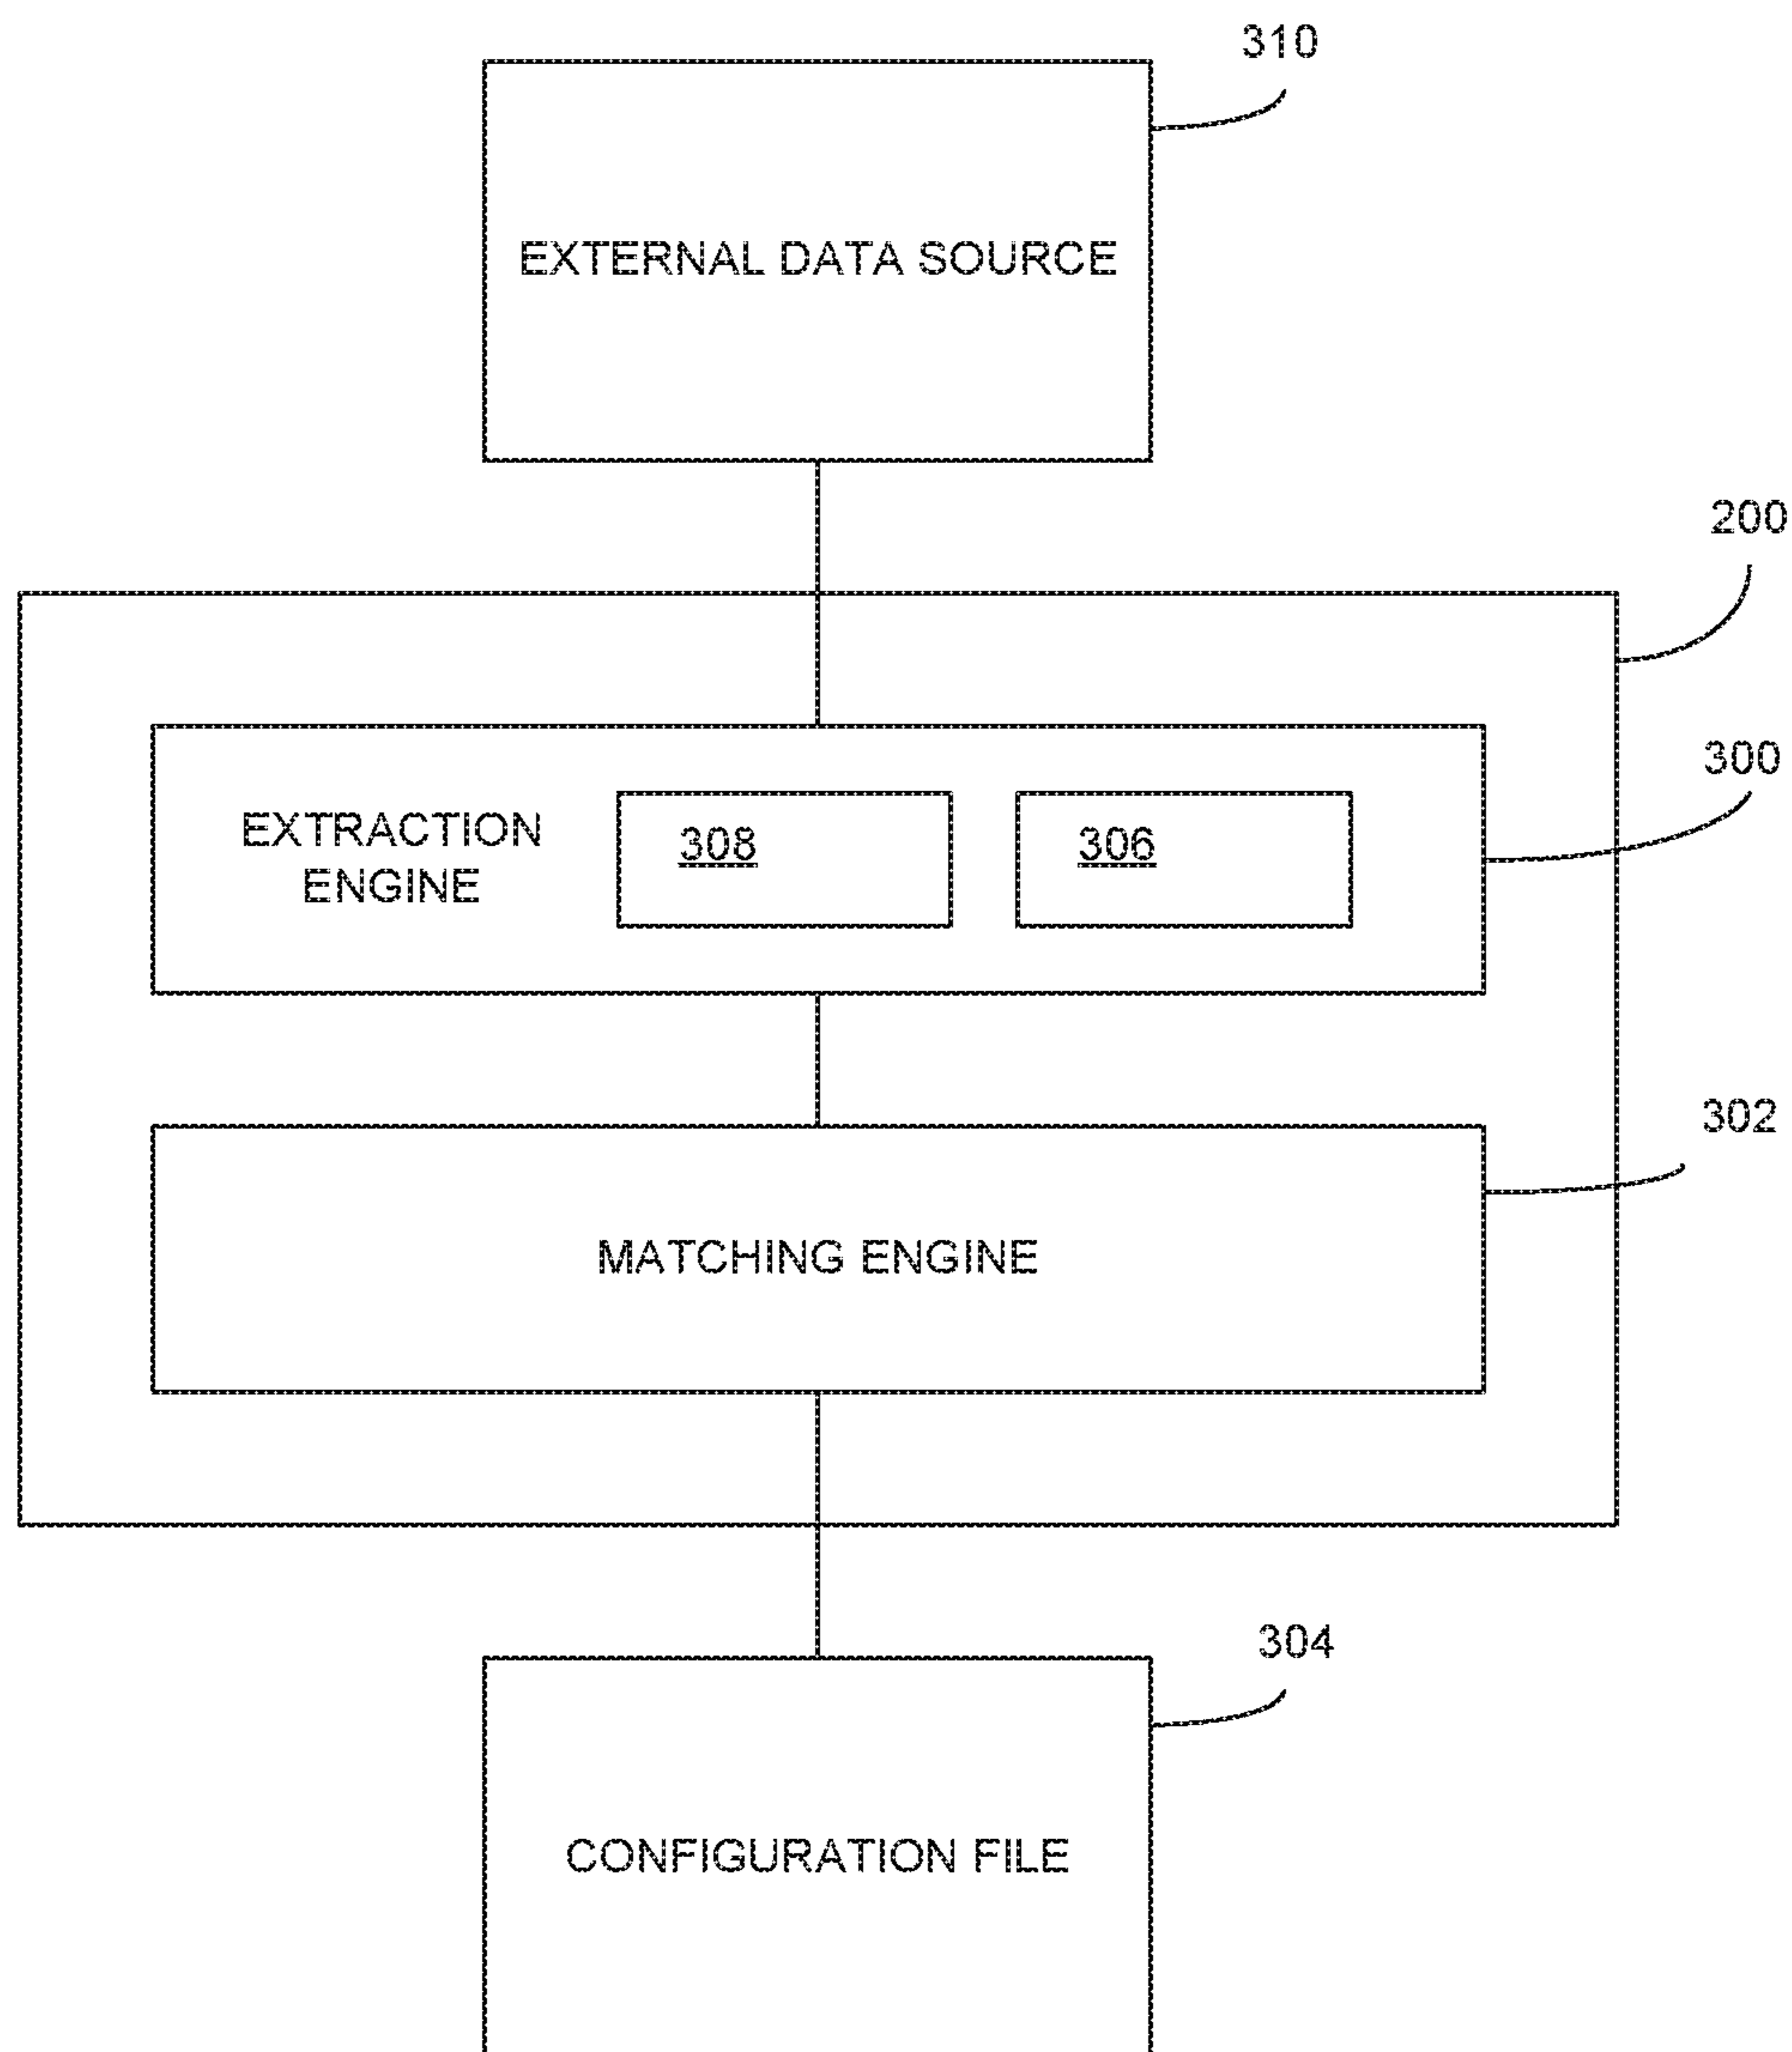 310
EXTERNAL DATA SOURCE
200
300
EXTRACTION
ENGINE
308
306
302
MATCHING ENGINE
304
CONFIGURATION FILE